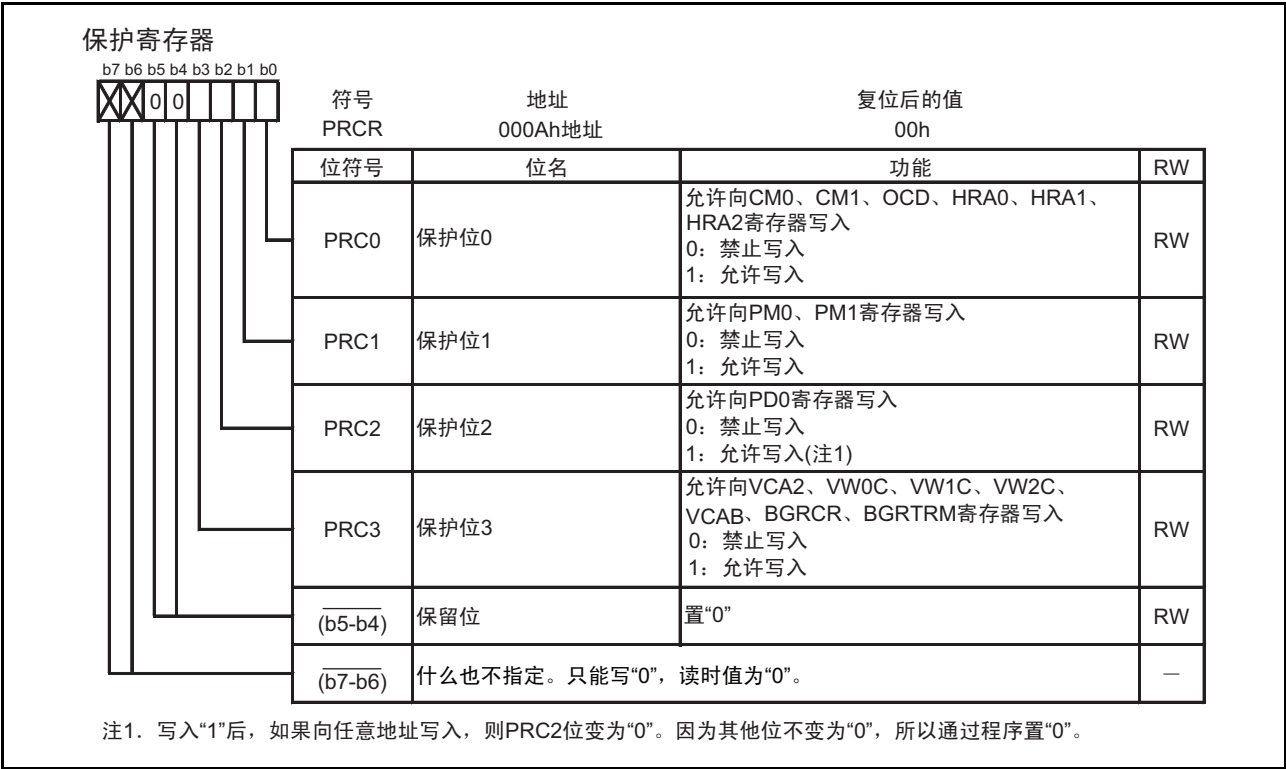 保护寄存器
b7 b6 b5 b4 b3 b2 b1 b0
0 0
符号 地址 复位后的值
PRCR 000Ah地址 00h
位符号 位名 功能 RW
PRC0 保护位0 允许向CM0、CM1、OCD、HRA0、HRA1、
HRA2寄存器写入
0：禁止写入
1：允许写入
RW
PRC1 保护位1 允许向PM0、PM1寄存器写入
0：禁止写入
1：允许写入
RW
PRC2 保护位2 允许向PD0寄存器写入
0：禁止写入
1：允许写入(注1)
RW
PRC3 保护位3 允许向VCA2、VW0C、VW1C、VW2C、
VCAB、BGRCR、BGRTRM寄存器写入
0：禁止写入
1：允许写入
RW
(b5-b4) 保留位 置“0” RW
(b7-b6) 什么也不指定。只能写“0”，读时值为“0”。 －
注1. 写入“1”后，如果向任意地址写入，则PRC2位变为“0”。因为其他位不变为“0”，所以通过程序置“0”。